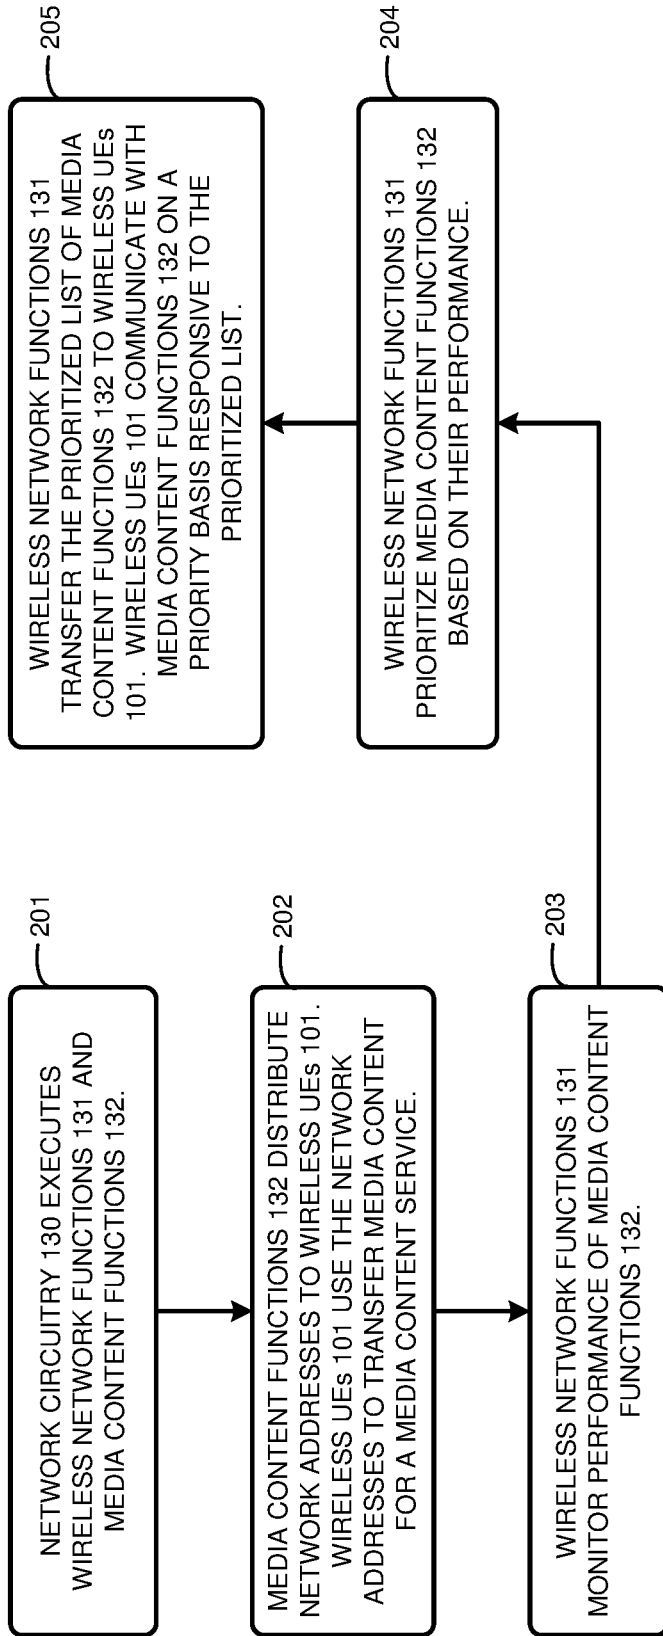 NETWORK CIRCUITRY 130 EXECUTES
WIRELESS NETWORK FUNCTIONS 131 AND
MEDIA CONTENT FUNCTIONS 132.
201
MEDIA CONTENT FUNCTIONS 132 DISTRIBUTE
NETWORK ADDRESSES TO WIRELESS UEs 101.
WIRELESS UEs 101 USE THE NETWORK
ADDRESSES TO TRANSFER MEDIA CONTENT
FOR A MEDIA CONTENT SERVICE.
202
WIRELESS NETWORK FUNCTIONS 131
MONITOR PERFORMANCE OF MEDIA CONTENT
FUNCTIONS 132.
203
WIRELESS NETWORK FUNCTIONS 131
PRIORITIZE MEDIA CONTENT FUNCTIONS 132
BASED ON THEIR PERFORMANCE.
204
WIRELESS NETWORK FUNCTIONS 131
TRANSFER THE PRIORITIZED LIST OF MEDIA
CONTENT FUNCTIONS 132 TO WIRELESS UEs
101. WIRELESS UEs 101 COMMUNICATE WITH
MEDIA CONTENT FUNCTIONS 132 ON A
PRIORITY BASIS RESPONSIVE TO THE
PRIORITIZED LIST.
205